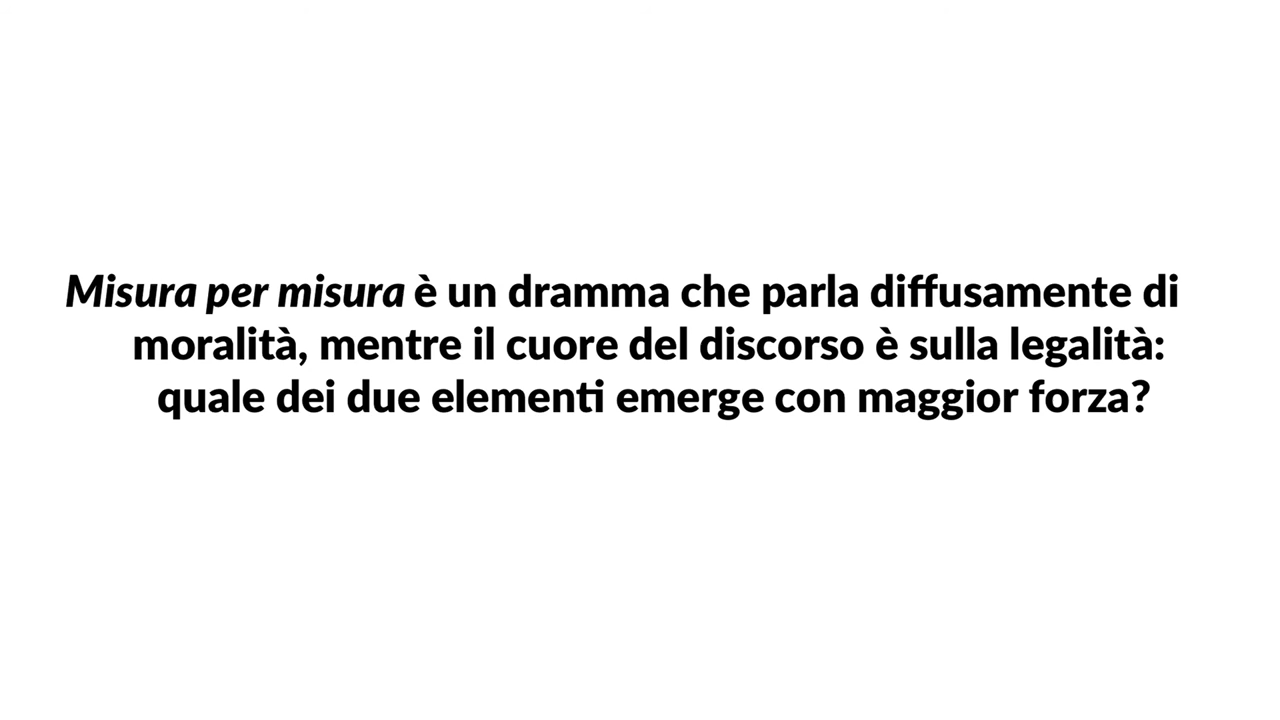 Misura per misura è un dramma che parla diffusamente di
moralità, mentre il cuore del discorso è sulla legalità:
quale dei due elementi emerge con maggior forza?